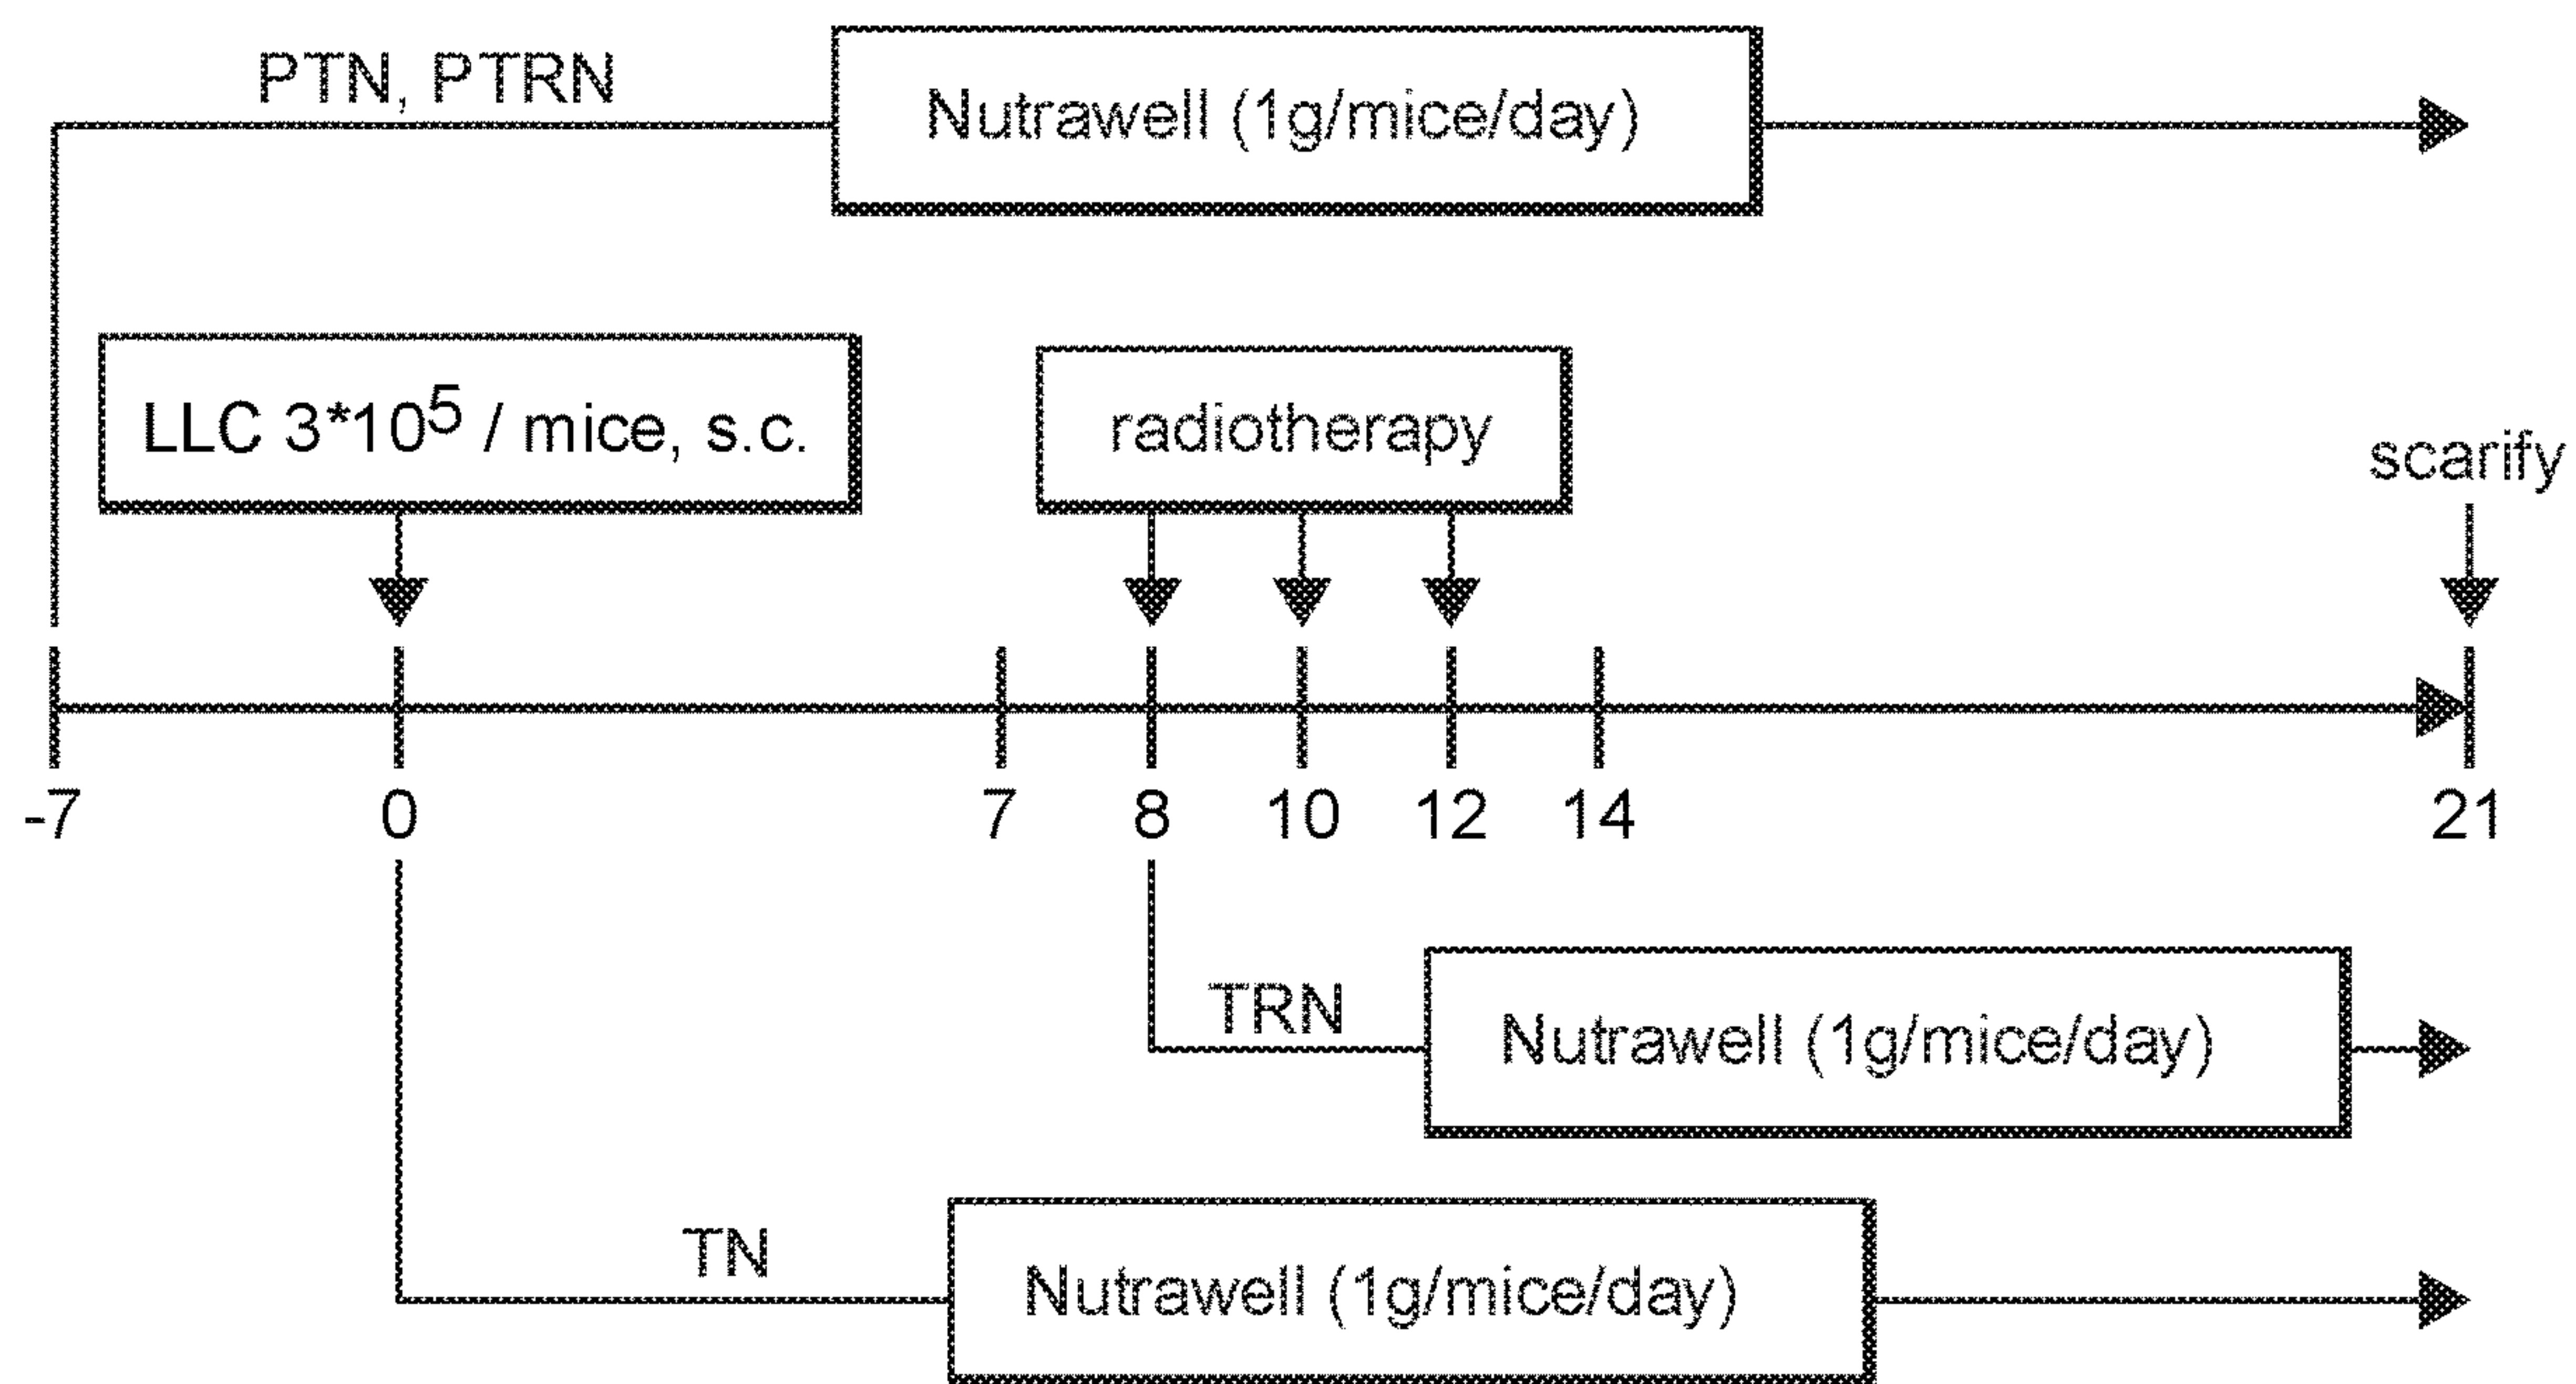 PTN, PTRN
Nutrawell (1g/mice/day)
LLC 3*10⁵ / mice, s.c.
radiotherapy
scarify
-7 0 7 8 10 12 14 21
TRN
Nutrawell (1g/mice/day)
TN
Nutrawell (1g/mice/day)